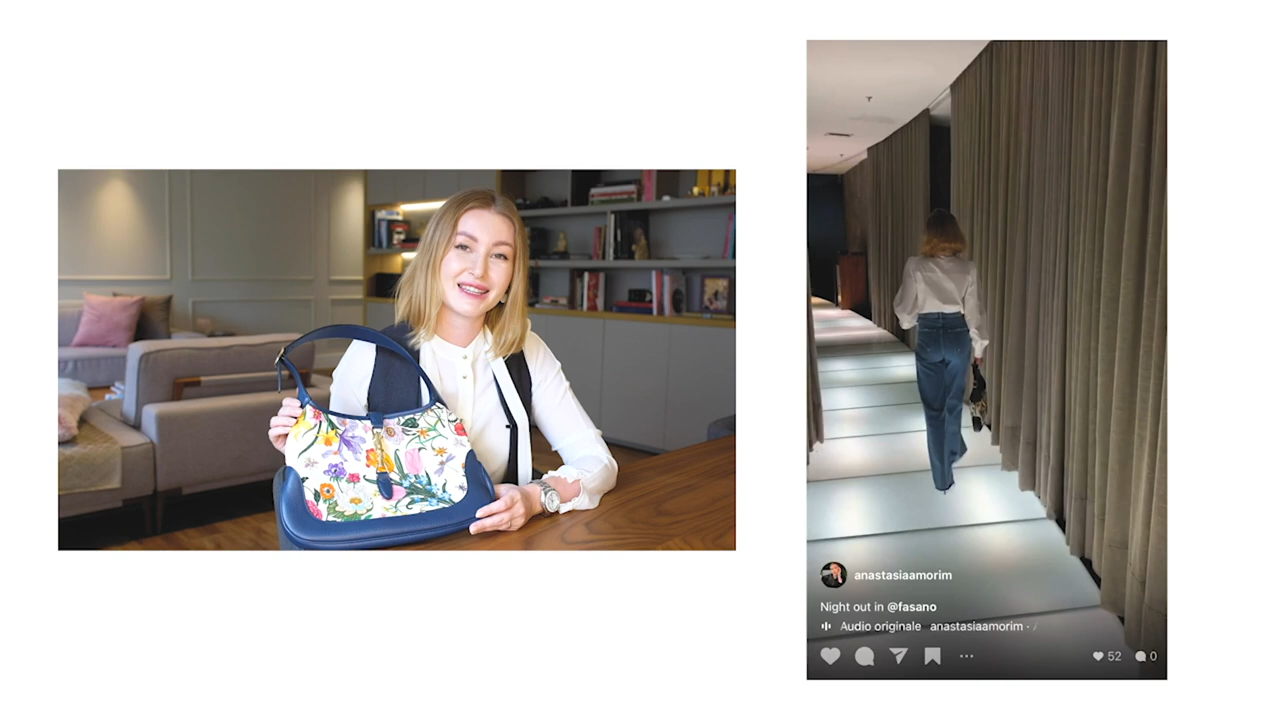 anastasiaamorim
Night out in @fasano
Audio originale anastasiaamorim ·
52
0